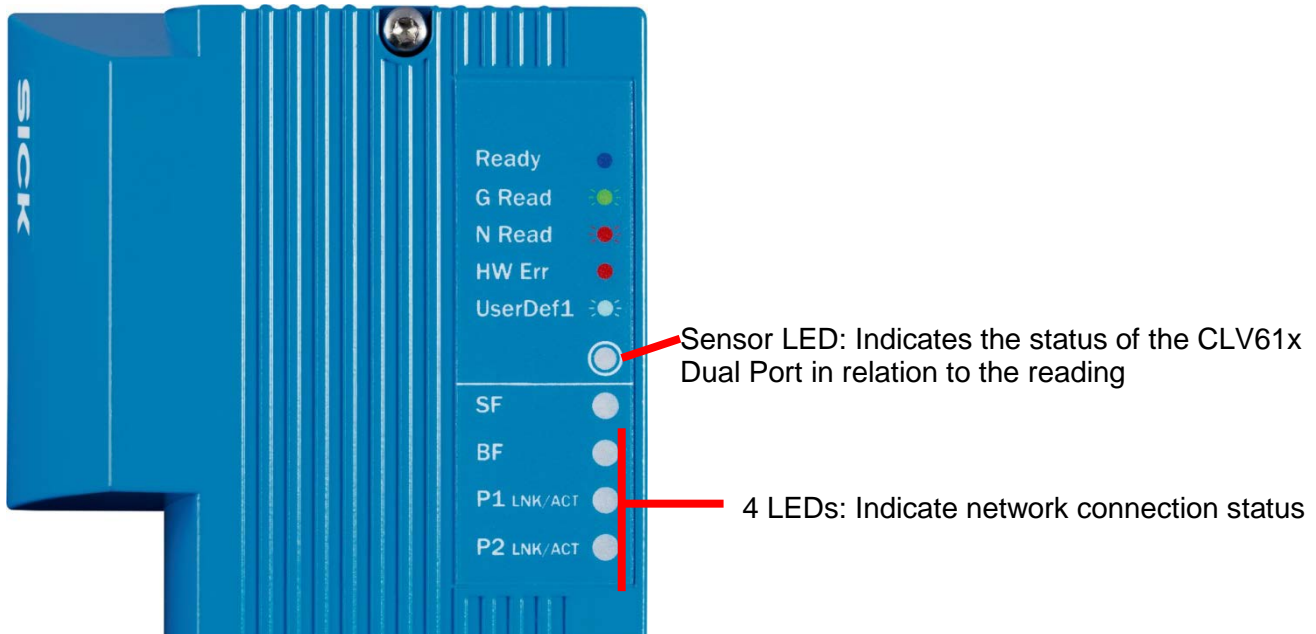 SICK
Ready
G Read
N Read
HW Err
UserDef1
Sensor LED: Indicates the status of the CLV61x
Dual Port in relation to the reading
SF
BF
P1 LNK/ACT
4 LEDs: Indicate network connection status
P2 LNK/ACT